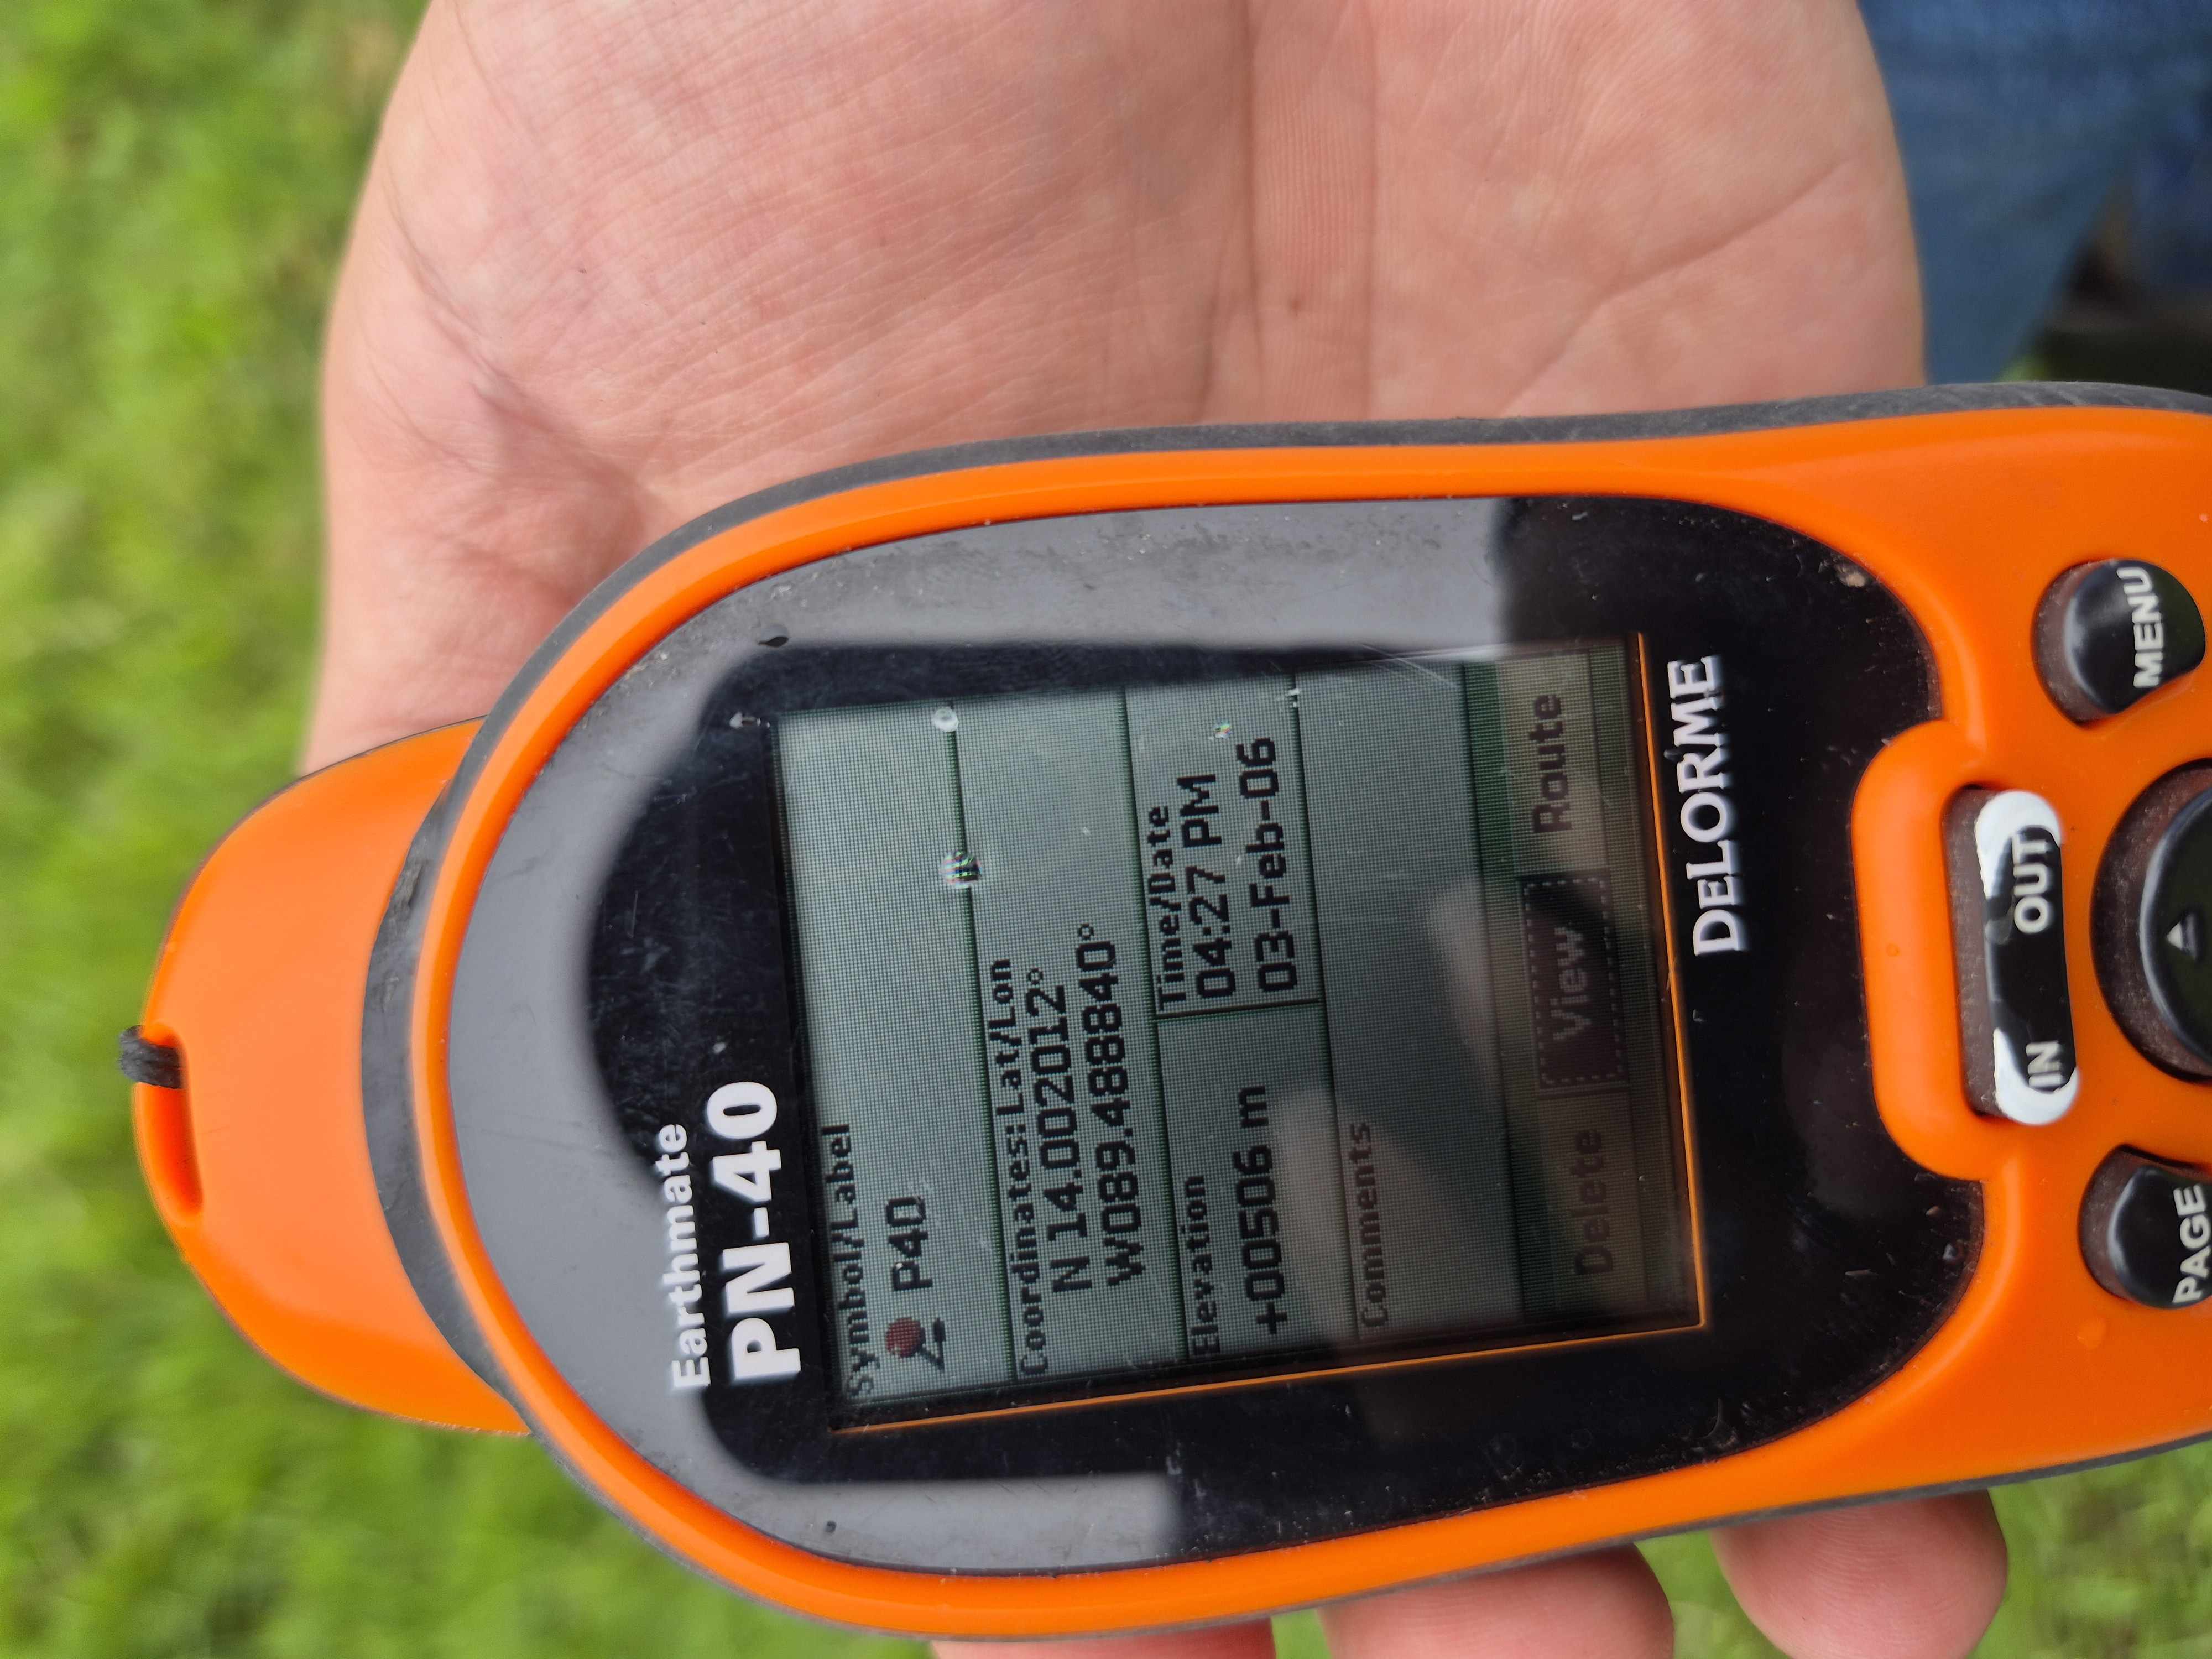 Earthmate
PN-40
Symbol/Label
P40
Coordinates: Lat/Lon
N 14.002012°
W089.488840°
Elevation
+00506 m
Time/Date
04:27 PM
03-Feb-06
Comments
Delete View Route
DELORME
PAGE
IN OUT
MENU